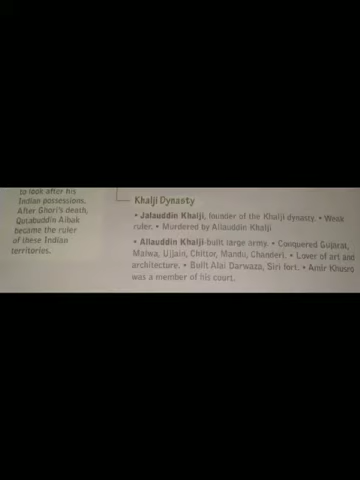 to look after his
Indian possessions.
After Ghori's death,
Qutabuddin Aibak
became the ruler
of these Indian
territories.
Khalji Dynasty
• Jalauddin Khalji, founder of the Khalji dynasty. • Weak
ruler. • Murdered by Allauddin Khalji
• Allauddin Khalji-built large army. • Conquered Gujarat,
Malwa, Ujjain, Chittor, Mandu, Chanderi. • Lover of art and
architecture. • Built Alai Darwaza, Siri fort. • Amir Khusro
was a member of his court.